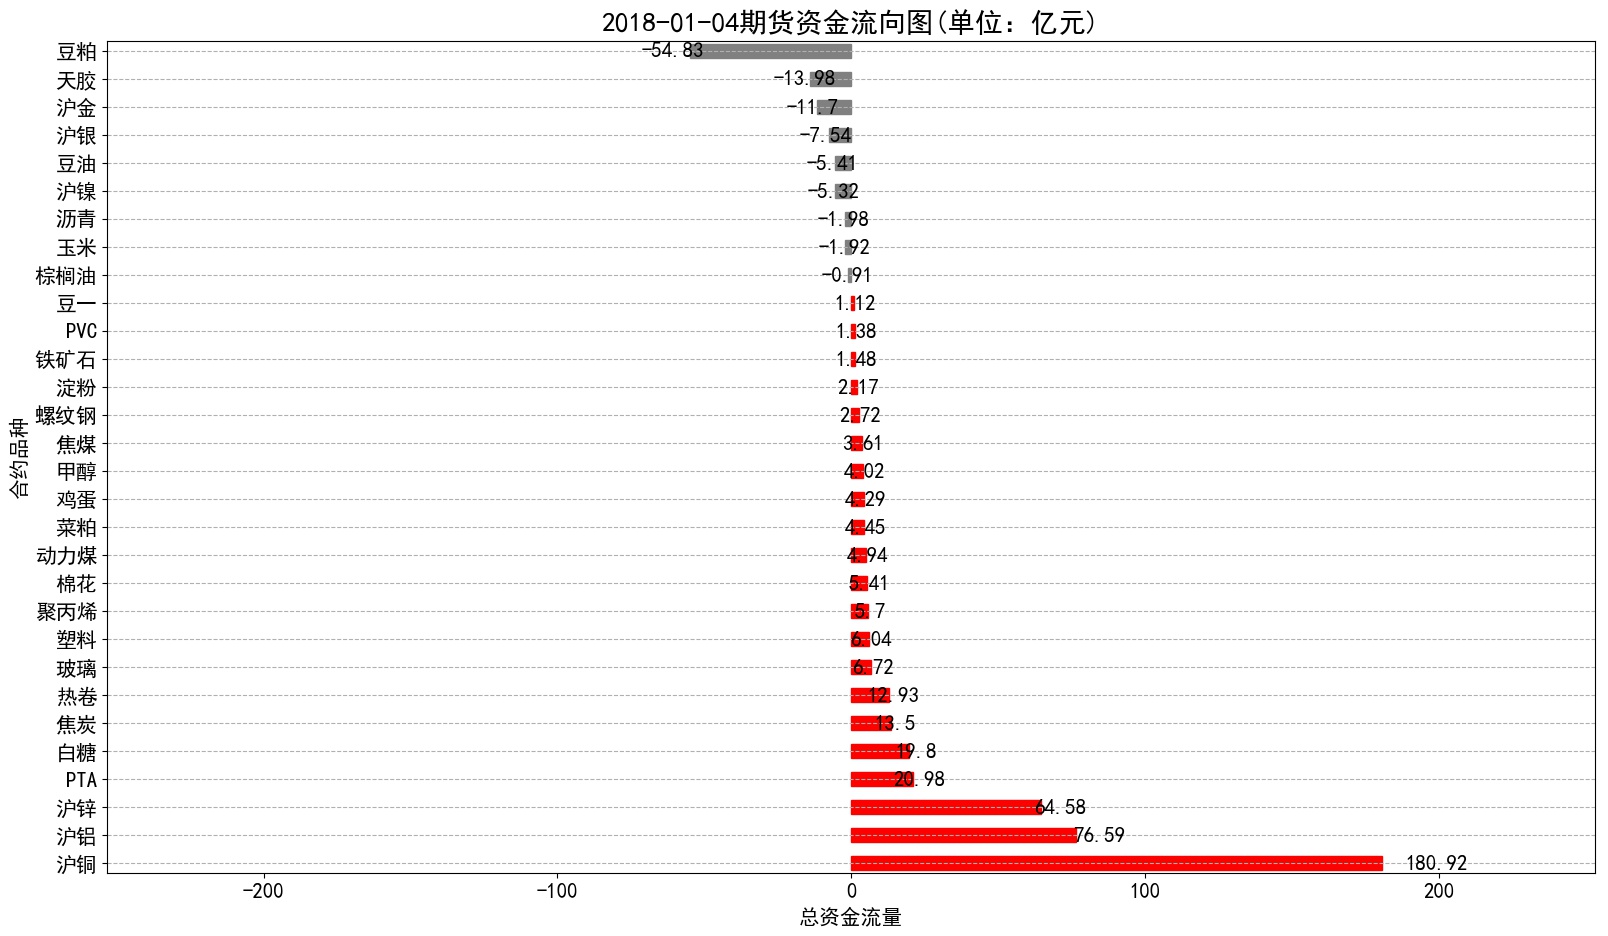 2018-01-04期货资金流向图(单位：亿元)
豆粕 -54.83
天胶 -13.98
沪金 -11.7
沪银 -7.54
豆油 -5.41
沪镍 -5.32
沥青 -1.98
玉米 -1.92
棕榈油 -0.91
豆一 1.12
PVC 1.38
铁矿石 1.48
淀粉 2.17
螺纹钢 2.72
焦煤 3.61
甲醇 4.02
鸡蛋 4.29
菜粕 4.45
动力煤 4.94
棉花 5.41
聚丙烯 5.7
塑料 6.04
玻璃 6.72
热卷 12.93
焦炭 13.5
白糖 19.8
PTA 20.98
沪锌 64.58
沪铝 76.59
沪铜 180.92
合约品种
-200 -100 0 100 200
总资金流量